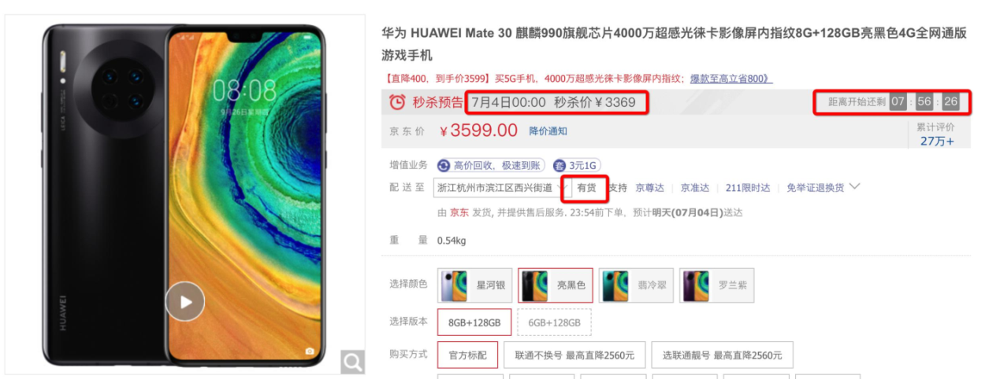 华为 HUAWEI Mate 30 麒麟990旗舰芯片4000万超感光徕卡影像屏内指纹8G+128GB亮黑色4G全网通版
游戏手机
【直降400，到手价3599】买5G手机，4000万超感光徕卡影像屏内指纹；爆款至高立省800》
秒杀预告 7月4日00:00 秒杀价￥3369 距离开始还剩 07 : 56 : 26
京东价 ￥3599.00 降价通知 累计评价
27万+
增值业务 高价回收，极速到账 套 3元1G
配送至 浙江杭州市滨江区西兴街道 有货 支持 京尊达 京准达 211限时达 免举证退换货
由 京东 发货, 并提供售后服务. 23:54前下单，预计明天(07月04日)送达
重量 0.54kg
选择颜色 星河银 亮黑色 翡冷翠 罗兰紫
选择版本 8GB+128GB 6GB+128GB
购买方式 官方标配 联通不换号 最高直降2560元 选联通靓号 最高直降2560元
08:08
HUAWEI